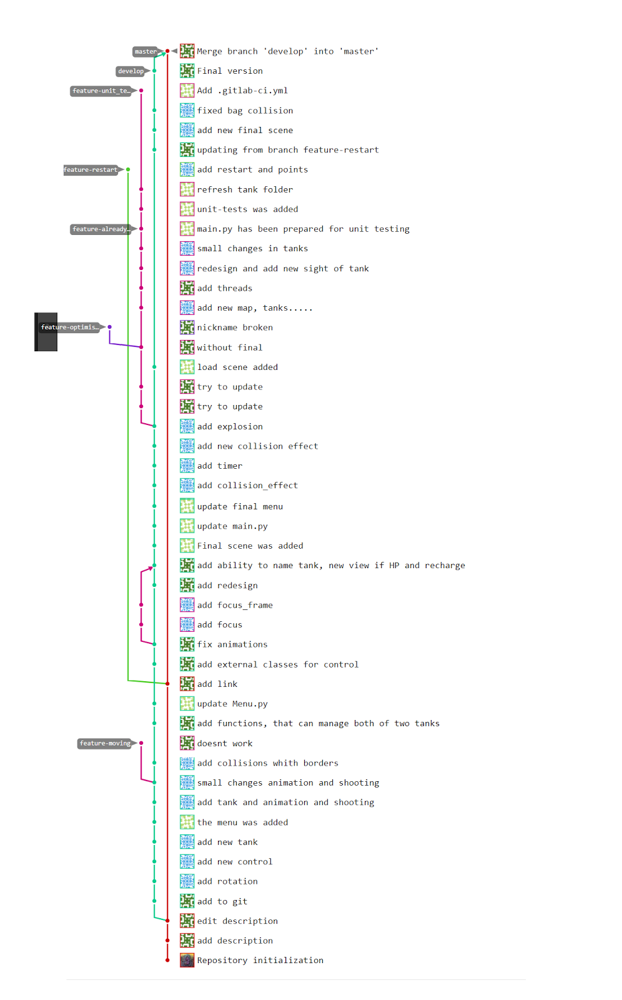 master Merge branch 'develop' into 'master'
develop Final version
feature-unit_te… Add .gitlab-ci.yml
fixed bag collision
add new final scene
updating from branch feature-restart
feature-restart add restart and points
refresh tank folder
unit-tests was added
feature-already… main.py has been prepared for unit testing
small changes in tanks
redesign and add new sight of tank
add threads
add new map, tanks.....
feature-optimis… nickname broken
without final
load scene added
try to update
try to update
add explosion
add new collision effect
add timer
add collision_effect
update final menu
update main.py
Final scene was added
add ability to name tank, new view if HP and recharge
add redesign
add focus_frame
add focus
fix animations
add external classes for control
add link
update Menu.py
add functions, that can manage both of two tanks
feature-moving doesnt work
add collisions whith borders
small changes animation and shooting
add tank and animation and shooting
the menu was added
add new tank
add new control
add rotation
add to git
edit description
add description
Repository initialization